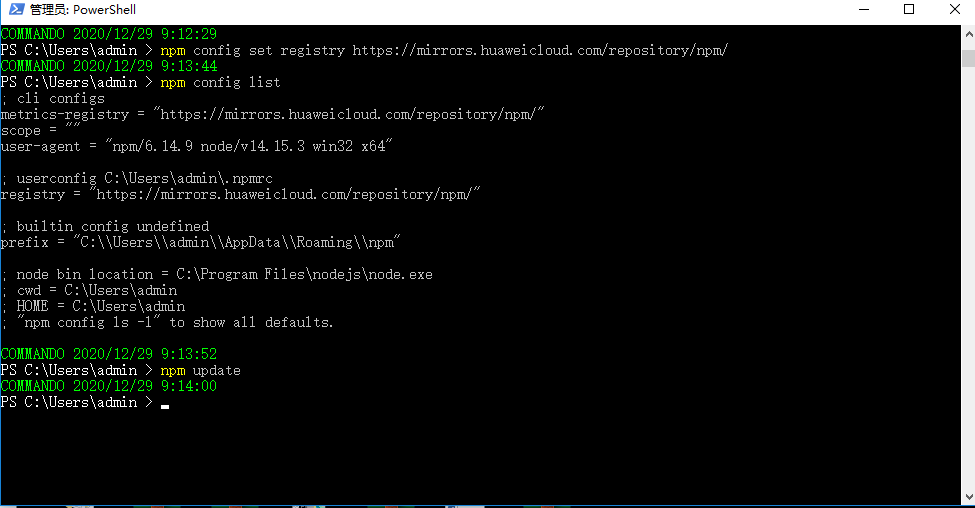 管理员: PowerShell
COMMANDO 2020/12/29 9:12:29
PS C:\Users\admin > npm config set registry https://mirrors.huaweicloud.com/repository/npm/
COMMANDO 2020/12/29 9:13:44
PS C:\Users\admin > npm config list
; cli configs
metrics-registry = "https://mirrors.huaweicloud.com/repository/npm/"
scope = ""
user-agent = "npm/6.14.9 node/v14.15.3 win32 x64"
; userconfig C:\Users\admin\.npmrc
registry = "https://mirrors.huaweicloud.com/repository/npm/"
; builtin config undefined
prefix = "C:\\Users\\admin\\AppData\\Roaming\\npm"
; node bin location = C:\Program Files\nodejs\node.exe
; cwd = C:\Users\admin
; HOME = C:\Users\admin
; "npm config ls -l" to show all defaults.
COMMANDO 2020/12/29 9:13:52
PS C:\Users\admin > npm update
COMMANDO 2020/12/29 9:14:00
PS C:\Users\admin >